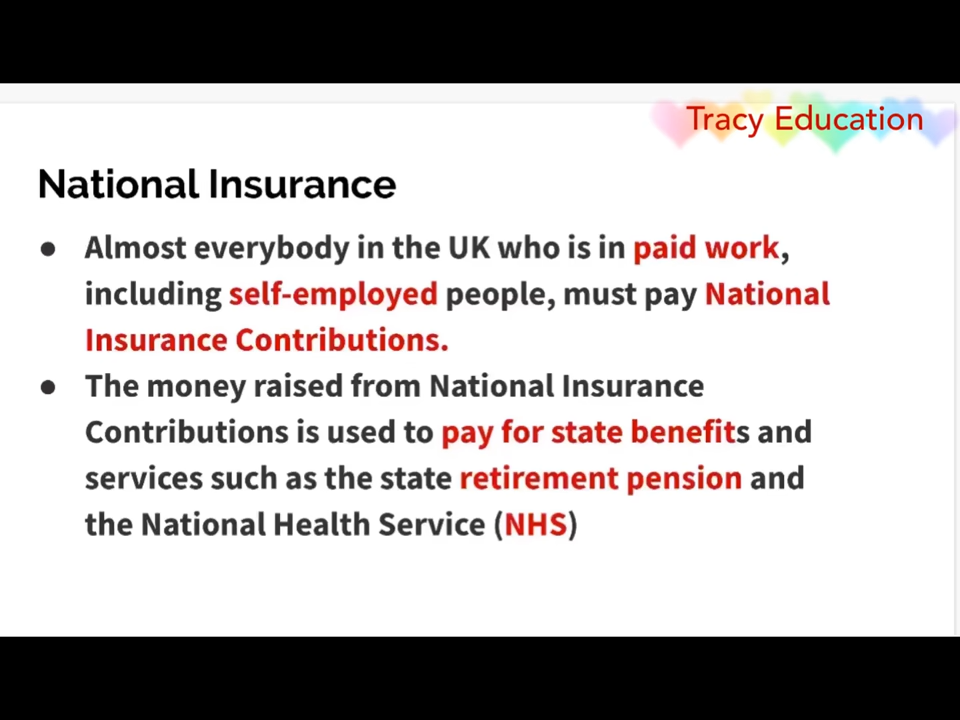 Tracy Education
National Insurance
● Almost everybody in the UK who is in paid work,
including self-employed people, must pay National
Insurance Contributions.
● The money raised from National Insurance
Contributions is used to pay for state benefits and
services such as the state retirement pension and
the National Health Service (NHS)